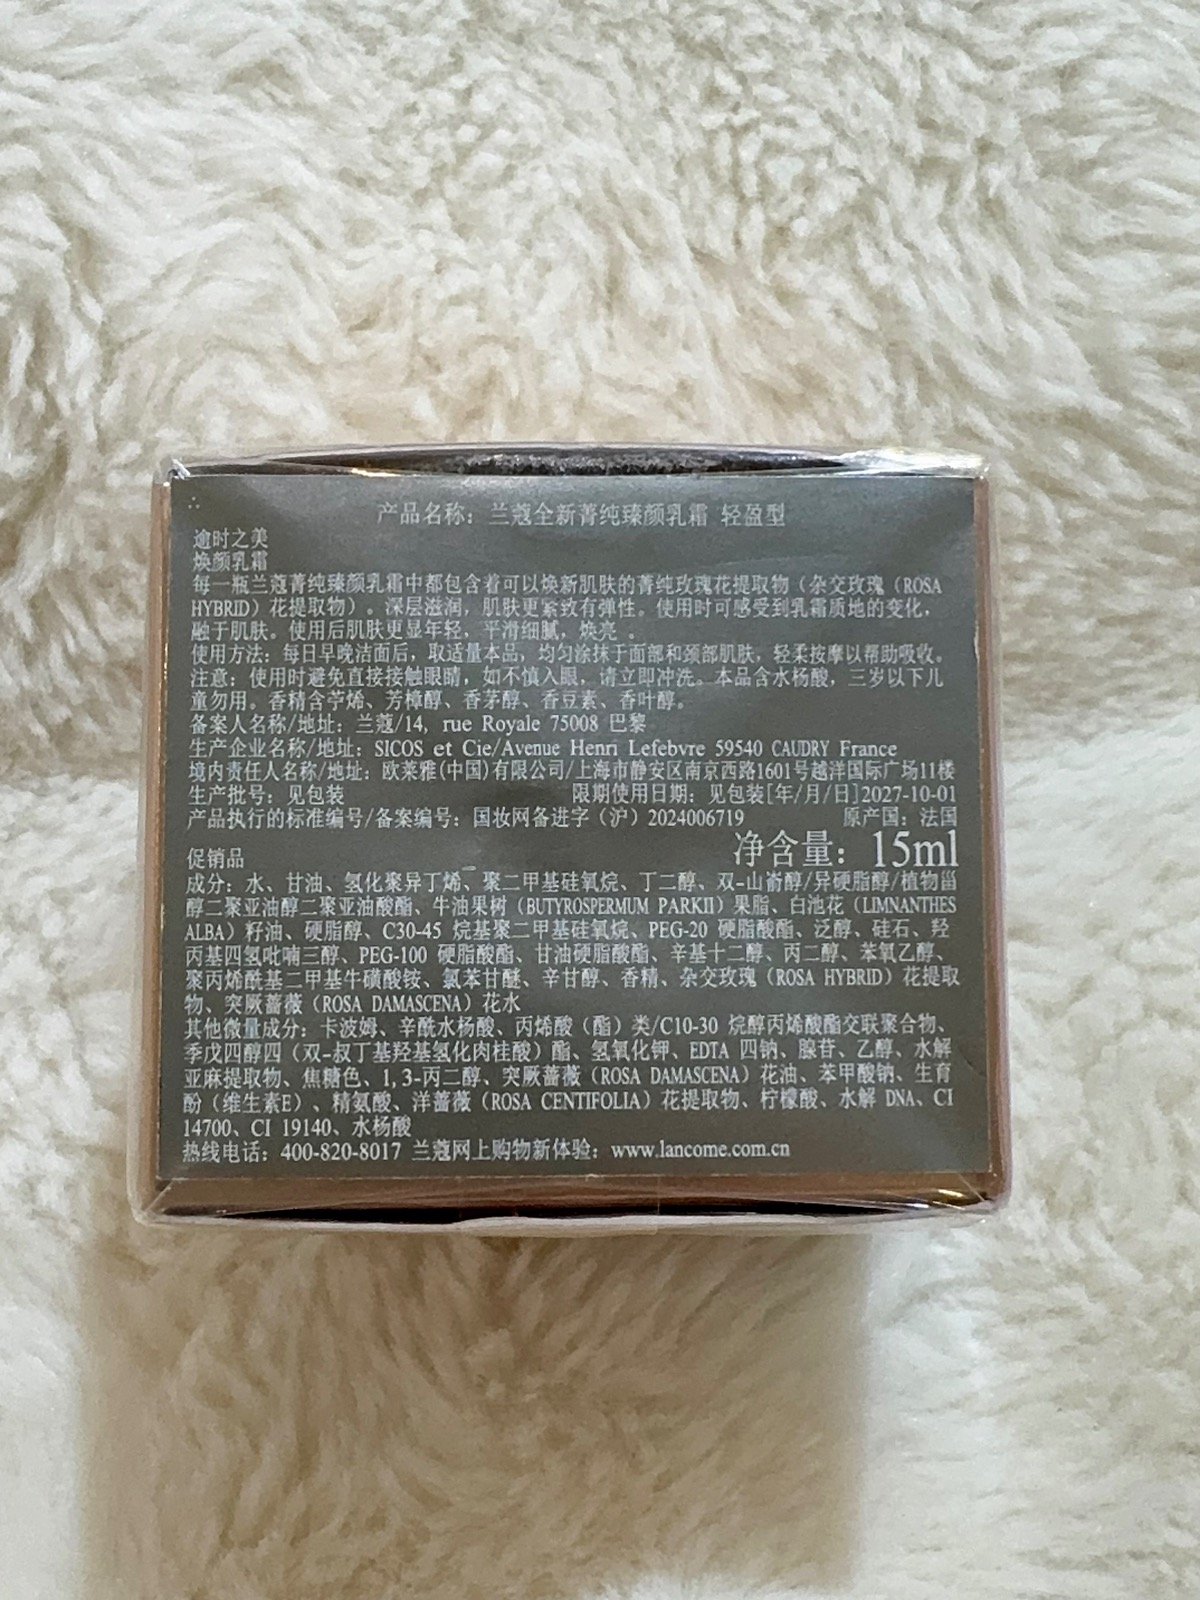 产品名称：兰蔻全新菁纯臻颜乳霜 轻盈型
逾时之美
焕颜乳霜
每一瓶兰蔻菁纯臻颜乳霜中都包含着可以焕新肌肤的菁纯玫瑰花提取物（杂交玫瑰（ROSA
HYBRID）花提取物）。深层滋润，肌肤更紧致有弹性。使用时可感受到乳霜质地的变化，
融于肌肤。使用后肌肤更显年轻，平滑细腻，焕亮 。
使用方法：每日早晚洁面后，取适量本品，均匀涂抹于面部和颈部肌肤，轻柔按摩以帮助吸收。
注意：使用时避免直接接触眼睛，如不慎入眼，请立即冲洗。本品含水杨酸，三岁以下儿
童勿用。香精含苧烯、芳樟醇、香茅醇、香豆素、香叶醇。
备案人名称/地址：兰蔻/14, rue Royale 75008 巴黎
生产企业名称/地址：SICOS et Cie/Avenue Henri Lefebvre 59540 CAUDRY France
境内责任人名称/地址：欧莱雅(中国)有限公司/上海市静安区南京西路1601号越洋国际广场11楼
生产批号：见包装 限期使用日期：见包装[年/月/日]2027-10-01
产品执行的标准编号/备案编号：国妆网备进字（沪）2024006719 原产国：法国
促销品 净含量：15ml
成分：水、甘油、氢化聚异丁烯、聚二甲基硅氧烷、丁二醇、双-山嵛醇/异硬脂醇/植物甾
醇二聚亚油醇二聚亚油酸酯、牛油果树（BUTYROSPERMUM PARKII）果脂、白池花（LIMNANTHES
ALBA）籽油、硬脂醇、C30-45 烷基聚二甲基硅氧烷、PEG-20 硬脂酸酯、泛醇、硅石、羟
丙基四氢吡喃三醇、PEG-100 硬脂酸酯、甘油硬脂酸酯、辛基十二醇、丙二醇、苯氧乙醇、
聚丙烯酰基二甲基牛磺酸铵、氯苯甘醚、辛甘醇、香精、杂交玫瑰（ROSA HYBRID）花提取
物、突厥蔷薇（ROSA DAMASCENA）花水
其他微量成分：卡波姆、辛酰水杨酸、丙烯酸（酯）类/C10-30 烷醇丙烯酸酯交联聚合物、
季戊四醇四（双-叔丁基羟基氢化肉桂酸）酯、氢氧化钾、EDTA 四钠、腺苷、乙醇、水解
亚麻提取物、焦糖色、1,3-丙二醇、突厥蔷薇（ROSA DAMASCENA）花油、苯甲酸钠、生育
酚（维生素E）、精氨酸、洋蔷薇（ROSA CENTIFOLIA）花提取物、柠檬酸、水解 DNA、CI
14700、CI 19140、水杨酸
热线电话：400-820-8017 兰蔻网上购物新体验：www.lancome.com.cn